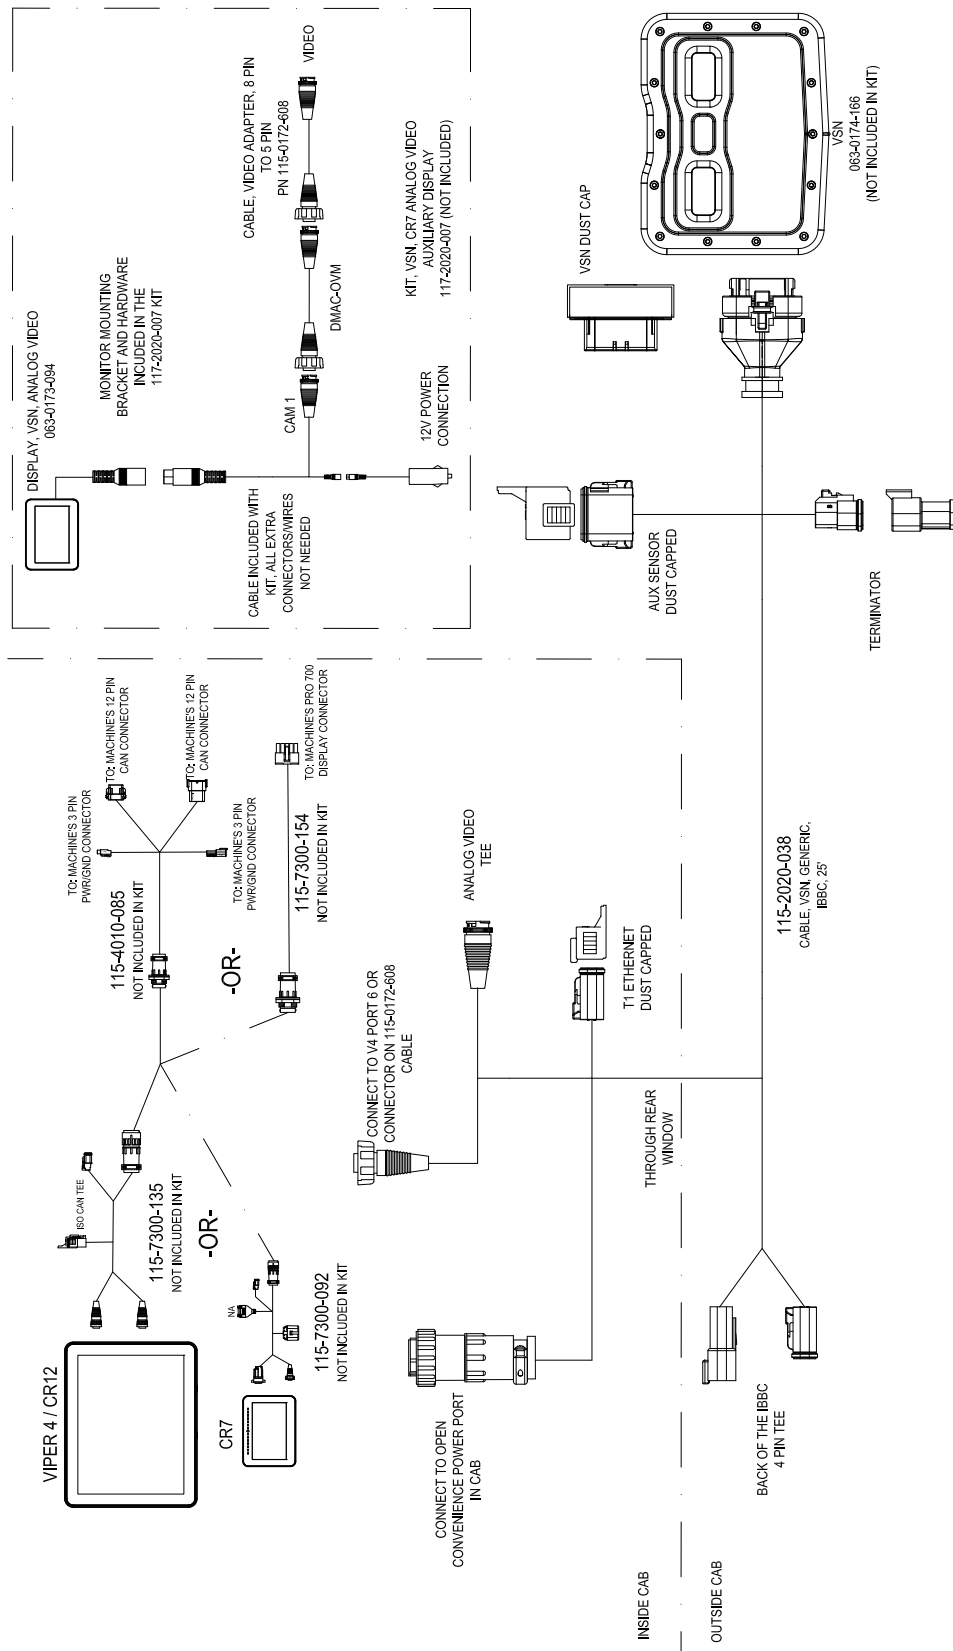 VIPER 4 / CR12
ISO CAN TEE
115-7300-135
NOT INCLUDED IN KIT
-OR-
CR7
NA
115-7300-092
NOT INCLUDED IN KIT
115-4010-085
NOT INCLUDED IN KIT
-OR-
TO: MACHINE'S 3 PIN
PWR/GND CONNECTOR
TO: MACHINE'S 12 PIN
CAN CONNECTOR
TO: MACHINE'S 12 PIN
CAN CONNECTOR
TO: MACHINE'S 3 PIN
PWR/GND CONNECTOR
115-7300-154
NOT INCLUDED IN KIT
TO: MACHINE'S PRO 700
DISPLAY CONNECTOR
DISPLAY, VSN, ANALOG VIDEO
063-0173-094
MONITOR MOUNTING
BRACKET AND HARDWARE
INCUDED IN THE
117-2020-007 KIT
CABLE INCLUDED WITH
KIT, ALL EXTRA
CONNECTORS/WIRES
NOT NEEDED
CAM 1
DMAC-OVM
CABLE, VIDEO ADAPTER, 8 PIN
TO 5 PIN
PN 115-0172-608
VIDEO
12V POWER
CONNECTION
KIT, VSN, CR7 ANALOG VIDEO
AUXILIARY DISPLAY
117-2020-007 (NOT INCLUDED)
CONNECT TO V4 PORT 6 OR
CONNECTOR ON 115-0172-608
CABLE
ANALOG VIDEO
TEE
CONNECT TO OPEN
CONVENIENCE POWER PORT
IN CAB
T1 ETHERNET
DUST CAPPED
THROUGH REAR
WINDOW
INSIDE CAB
OUTSIDE CAB
BACK OF THE IBBC
4 PIN TEE
115-2020-038
CABLE, VSN, GENERIC,
IBBC, 25'
AUX SENSOR
DUST CAPPED
TERMINATOR
VSN DUST CAP
VSN
063-0174-166
(NOT INCLUDED IN KIT)